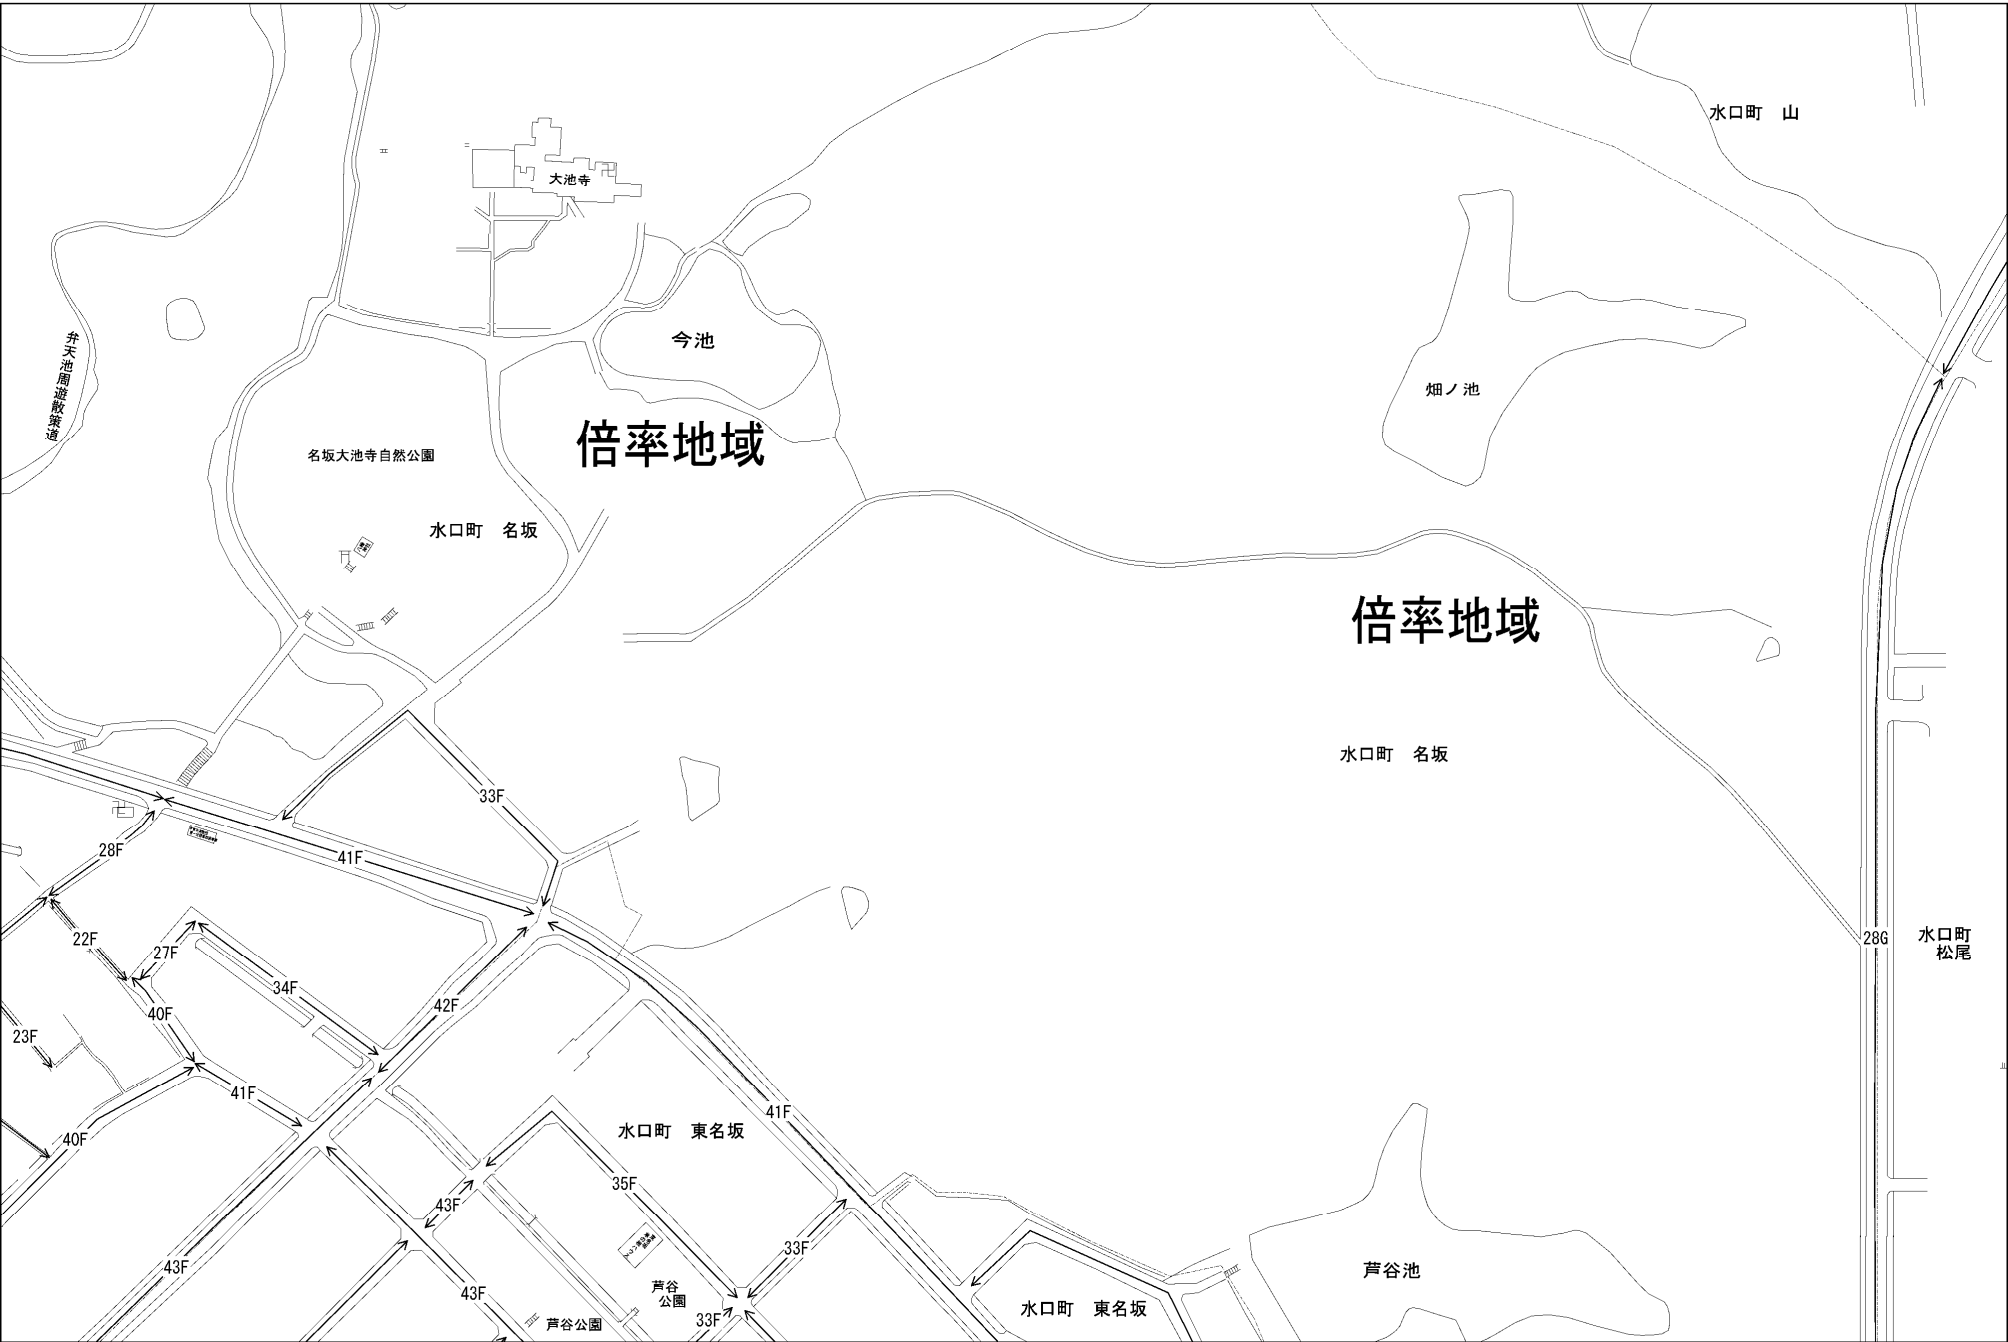 水口町 山
大池寺
弁天池周遊散策道
今池
畑ノ池
倍率地域
名坂大池寺自然公園
水口町 名坂
倍率地域
水口町 名坂
33F
28F
41F
28G
水口町
松尾
22F
27F
34F
42F
40F
23F
41F
41F
40F
水口町 東名坂
35F
43F
33F
43F
43F
芦谷
公園
芦谷池
水口町 東名坂
33F
芦谷公園